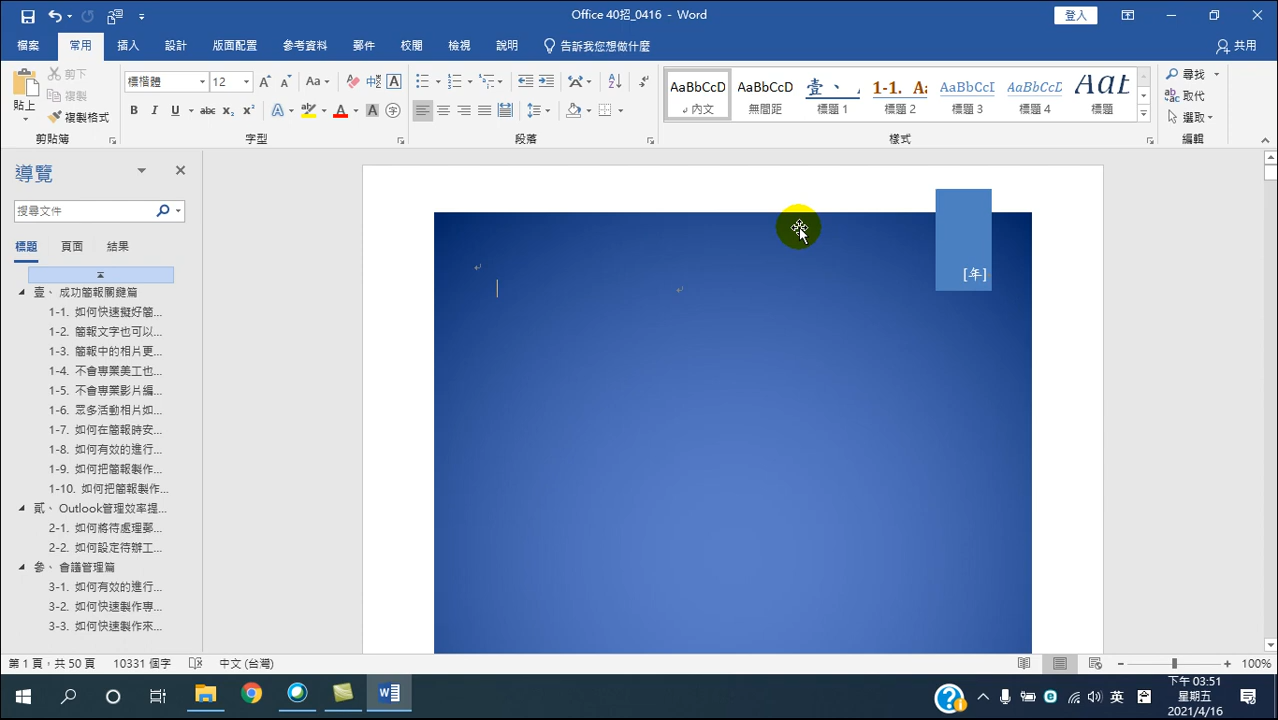 Office 40招_0416 - Word
登入
檔案 常用 插入 設計 版面配置 參考資料 郵件 校閱 檢視 說明 告訴我您想做什麼 共用
貼上
剪下
複製
複製格式
剪貼簿
標楷體 12
字型
段落
AaBbCcD 內文
AaBbCcD 無間距
壹、 標題 1
1-1. 標題 2
AaBbCcI 標題 3
AaBbCcD 標題 4
標題
樣式
尋找
取代
選取
編輯
導覽
搜尋文件
標題 頁面 結果
壹、 成功簡報關鍵篇
1-1. 如何快速擬好簡...
1-2. 簡報文字也可以...
1-3. 簡報中的相片更...
1-4. 不會專業美工也...
1-5. 不會專業影片編...
1-6. 眾多活動相片如...
1-7. 如何在簡報時安...
1-8. 如何有效的進行...
1-9. 如何把簡報製作...
1-10. 如何把簡報製作...
貳、 Outlook管理效率提...
2-1. 如何將待處理郵...
2-2. 如何設定待辦工...
參、 會議管理篇
3-1. 如何有效的進行...
3-2. 如何快速製作専...
3-3. 如何快速製作來...
[年]
第 1 頁，共 50 頁 10331 個字 中文 (台灣) 100%
英
下午 03:51
星期五
2021/4/16